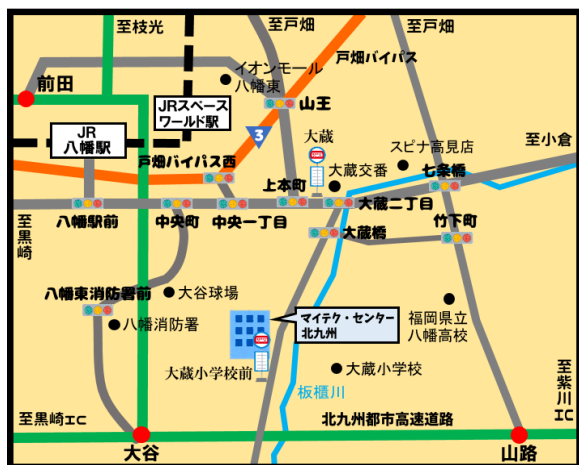 至枝光
至戸畑
至戸畑
戸畑バイパス
前田
イオンモール
八幡東
JRスペース
ワールド駅
山王
JR
八幡駅
3
大蔵
スピナ高見店
至小倉
戸畑バイパス西
大蔵交番
七条橋
上本町
八幡駅前
中央町
中央一丁目
大蔵二丁目
至黒崎
大蔵橋
竹下町
八幡東消防署前
大谷球場
マイテク・センター
北九州
福岡県立
八幡高校
八幡消防署
大蔵小学校前
大蔵小学校
板櫃川
至紫川IC
至黒崎IC
北九州都市高速道路
大谷
山路